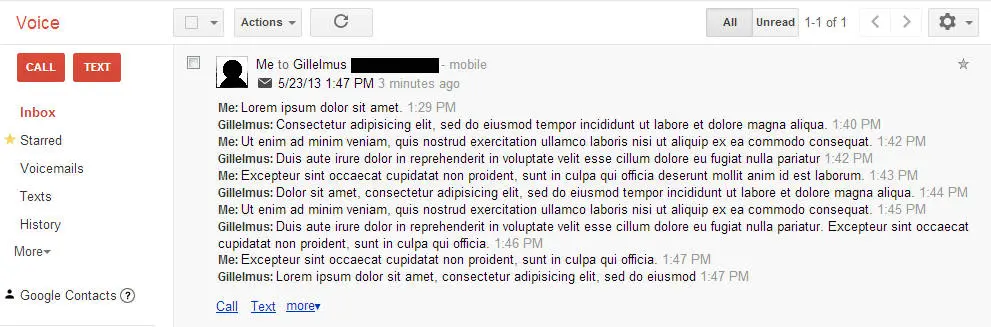 Voice
Actions
All Unread 1-1 of 1
CALL TEXT
Inbox
Starred
Voicemails
Texts
History
More
Google Contacts ?
Me to Gillelmus - mobile
5/23/13 1:47 PM 3 minutes ago
Me: Lorem ipsum dolor sit amet. 1:29 PM
Gillelmus: Consectetur adipisicing elit, sed do eiusmod tempor incididunt ut labore et dolore magna aliqua. 1:40 PM
Me: Ut enim ad minim veniam, quis nostrud exercitation ullamco laboris nisi ut aliquip ex ea commodo consequat. 1:42 PM
Gillelmus: Duis aute irure dolor in reprehenderit in voluptate velit esse cillum dolore eu fugiat nulla pariatur 1:42 PM
Me: Excepteur sint occaecat cupidatat non proident, sunt in culpa qui officia deserunt mollit anim id est laborum. 1:43 PM
Gillelmus: Dolor sit amet, consectetur adipisicing elit, sed do eiusmod tempor incididunt ut labore et dolore magna aliqua. 1:44 PM
Me: Ut enim ad minim veniam, quis nostrud exercitation ullamco laboris nisi ut aliquip ex ea commodo consequat. 1:45 PM
Gillelmus: Duis aute irure dolor in reprehenderit in voluptate velit esse cillum dolore eu fugiat nulla pariatur. Excepteur sint occaecat
cupidatat non proident, sunt in culpa qui officia. 1:46 PM
Me: Excepteur sint occaecat cupidatat non proident, sunt in culpa qui officia. 1:47 PM
Gillelmus: Lorem ipsum dolor sit amet, consectetur adipisicing elit, sed do eiusmod 1:47 PM
Call Text more